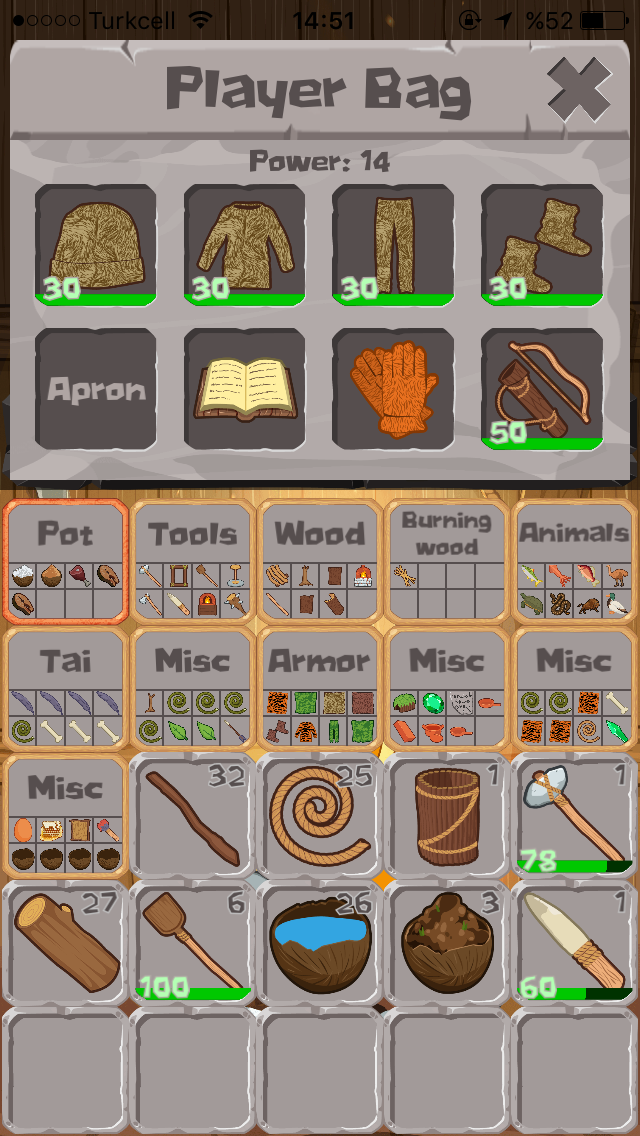 Turkcell 14:51 %52
Player Bag
Power: 14
30 30 30 30
Apron 50
Pot Tools Wood Burning wood Animals
Tai Misc Armor Misc Misc
Misc 32 25 1 1
78
27 6 26 3 1
100 60